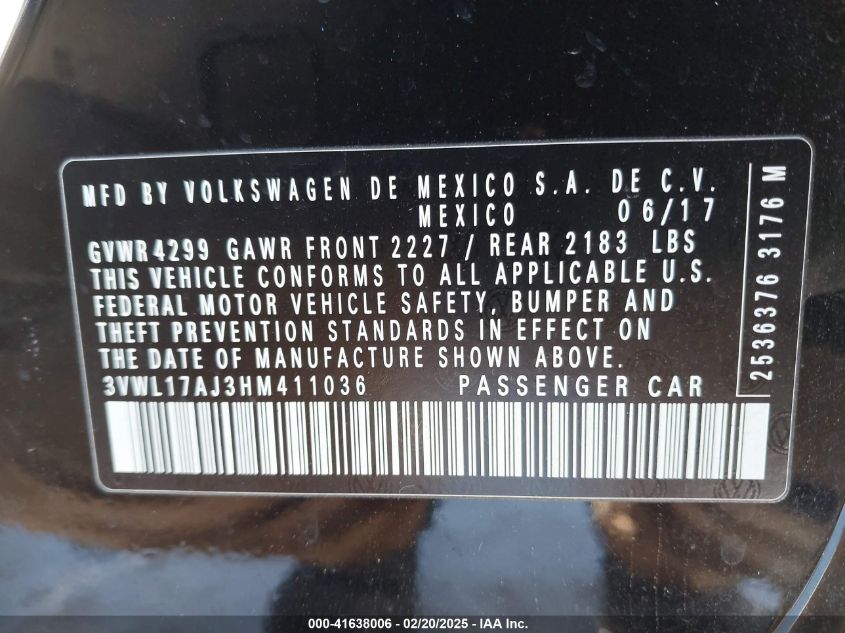 MFD BY VOLKSWAGEN DE MEXICO S.A. DE C.V.
MEXICO 06/17
GVWR 4299 GAWR FRONT 2227 / REAR 2183 LBS
THIS VEHICLE CONFORMS TO ALL APPLICABLE U.S.
FEDERAL MOTOR VEHICLE SAFETY, BUMPER AND
THEFT PREVENTION STANDARDS IN EFFECT ON
THE DATE OF MANUFACTURE SHOWN ABOVE.
3VWL17AJ3HM411036 PASSENGER CAR
2536376 3176 M
000-41638006 - 02/20/2025 - IAA Inc.